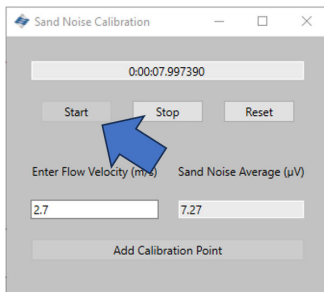 Sand Noise Calibration
0:00:07.997390
Start Stop Reset
Enter Flow Velocity (m/s) Sand Noise Average (μV)
2.7 7.27
Add Calibration Point